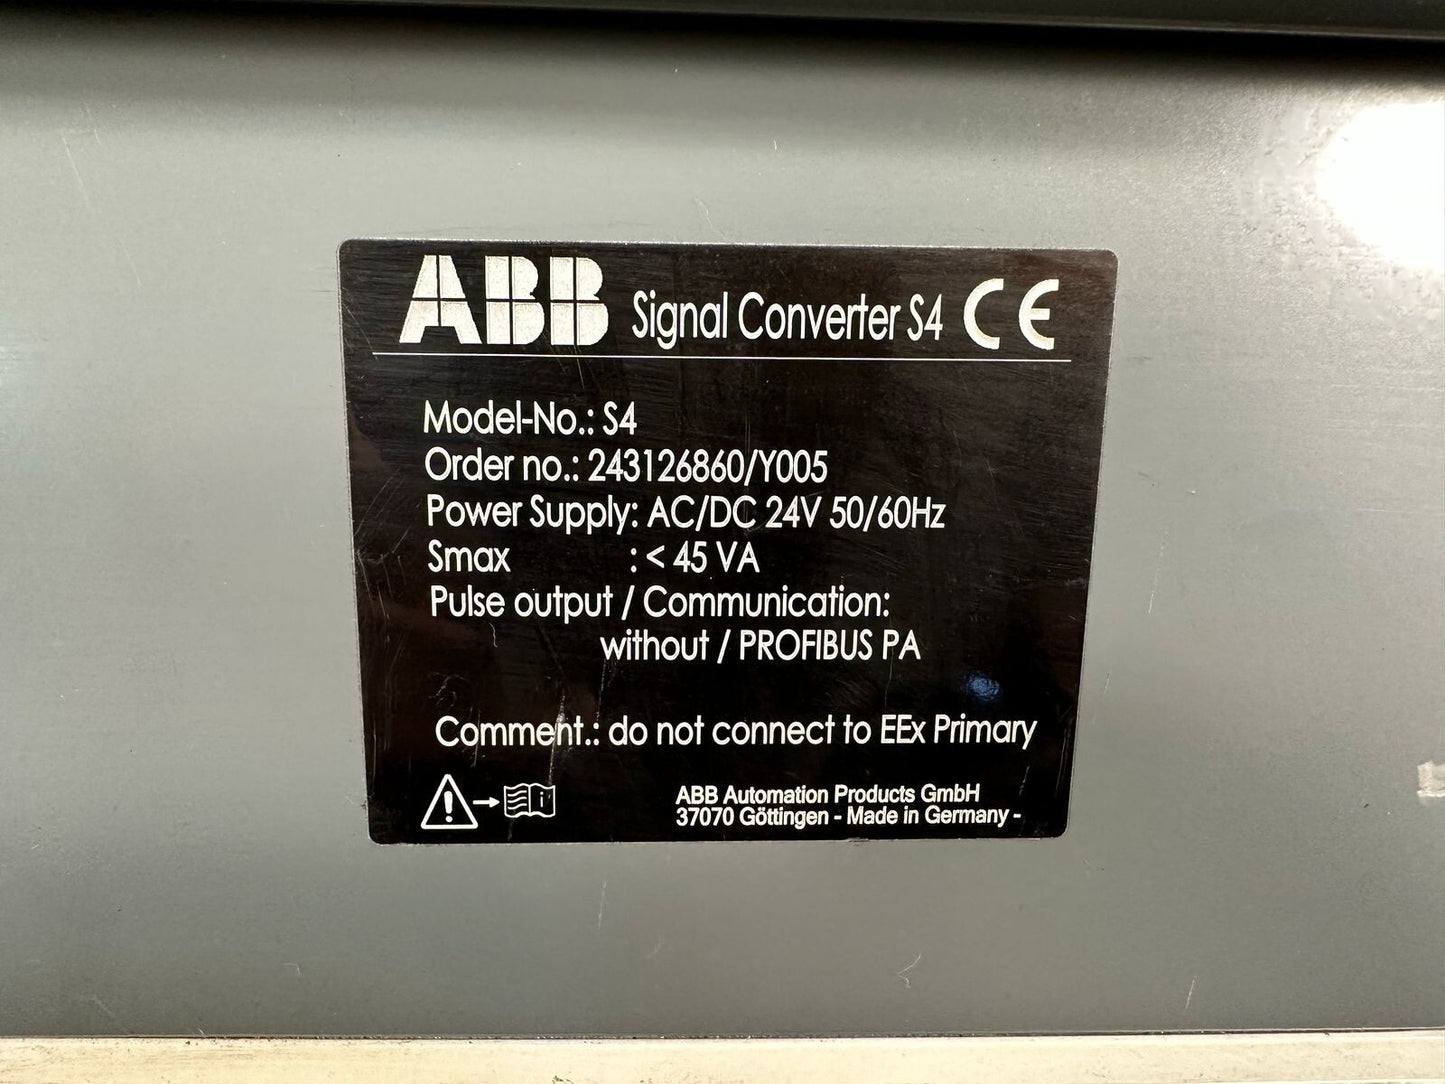 ABB Signal Converter S4 CE
Model-No.: S4
Order no.: 243126860/Y005
Power Supply: AC/DC 24V 50/60Hz
Smax : < 45 VA
Pulse output / Communication:
without / PROFIBUS PA
Comment.: do not connect to EEx Primary
ABB Automation Products GmbH
37070 Göttingen - Made in Germany -